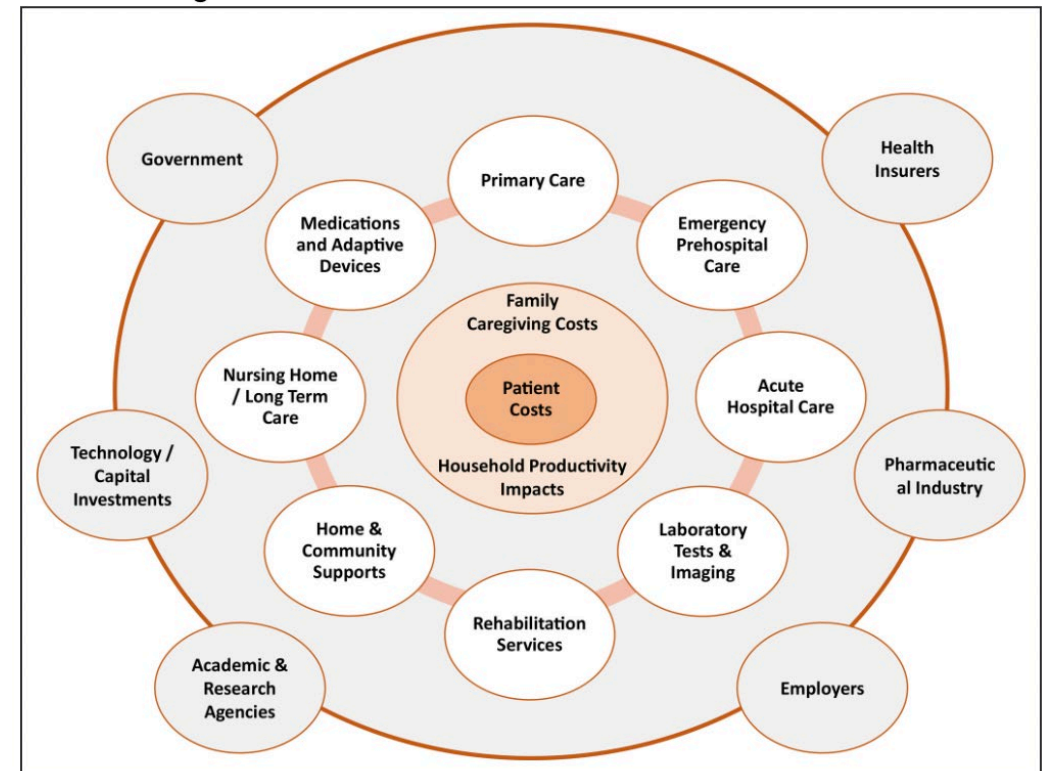 Government
Health
Insurers
Primary Care
Medications
and Adaptive
Devices
Emergency
Prehospital
Care
Family
Caregiving Costs
Nursing Home
/ Long Term
Care
Patient
Costs
Acute
Hospital Care
Technology /
Capital
Investments
Household Productivity
Impacts
Pharmaceutic
al Industry
Home &
Community
Supports
Laboratory
Tests &
Imaging
Rehabilitation
Services
Academic &
Research
Agencies
Employers